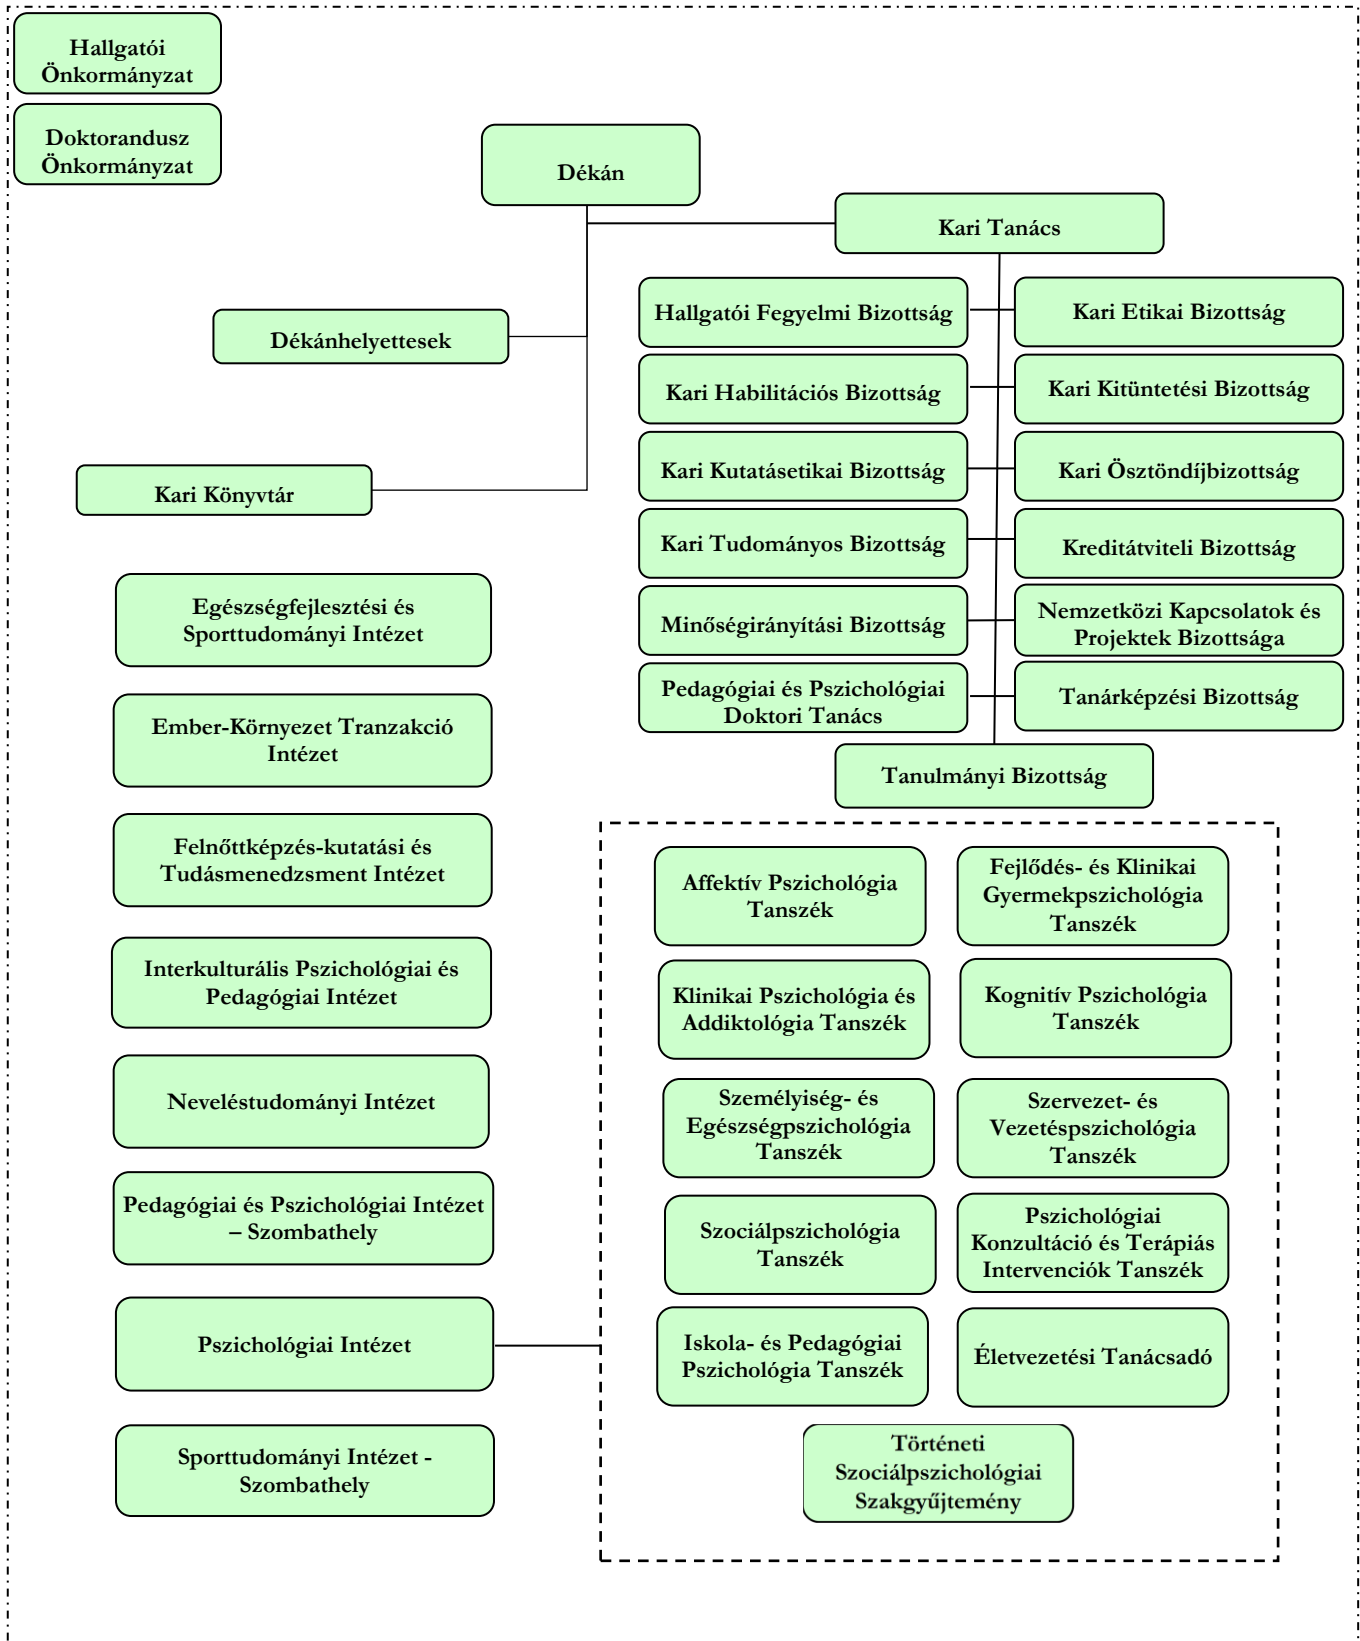 Hallgatói
Önkormányzat
Doktorandusz
Önkormányzat
Dékán
Kari Tanács
Dékánhelyettesek
Kari Könyvtár
Hallgatói Fegyelmi Bizottság
Kari Etikai Bizottság
Kari Habilitációs Bizottság
Kari Kitüntetési Bizottság
Kari Kutatásetikai Bizottság
Kari Ösztöndíjbizottság
Kari Tudományos Bizottság
Kreditátviteli Bizottság
Minőségirányítási Bizottság
Nemzetközi Kapcsolatok és
Projektek Bizottsága
Pedagógiai és Pszichológiai
Doktori Tanács
Tanárképzési Bizottság
Tanulmányi Bizottság
Egészségfejlesztési és
Sporttudományi Intézet
Ember-Környezet Tranzakció
Intézet
Felnőttképzés-kutatási és
Tudásmenedzsment Intézet
Interkulturális Pszichológiai és
Pedagógiai Intézet
Neveléstudományi Intézet
Pedagógiai és Pszichológiai Intézet
– Szombathely
Pszichológiai Intézet
Sporttudományi Intézet -
Szombathely
Affektív Pszichológia
Tanszék
Fejlődés- és Klinikai
Gyermekpszichológia
Tanszék
Klinikai Pszichológia és
Addiktológia Tanszék
Kognitív Pszichológia
Tanszék
Személyiség- és
Egészségpszichológia
Tanszék
Szervezet- és
Vezetéspszichológia
Tanszék
Szociálpszichológia
Tanszék
Pszichológiai
Konzultáció és Terápiás
Intervenciók Tanszék
Iskola- és Pedagógiai
Pszichológia Tanszék
Életvezetési Tanácsadó
Történeti
Szociálpszichológiai
Szakgyűjtemény